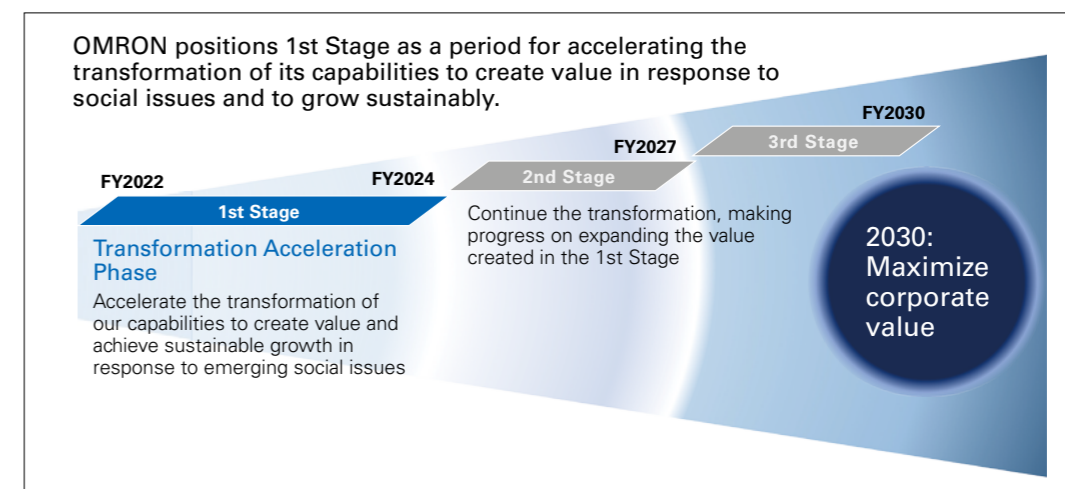 OMRON positions 1st Stage as a period for accelerating the
transformation of its capabilities to create value in response to
social issues and to grow sustainably.
FY2022
FY2024
1st Stage
Transformation Acceleration
Phase
Accelerate the transformation of
our capabilities to create value and
achieve sustainable growth in
response to emerging social issues
FY2027
2nd Stage
Continue the transformation, making
progress on expanding the value
created in the 1st Stage
FY2030
3rd Stage
2030:
Maximize
corporate
value